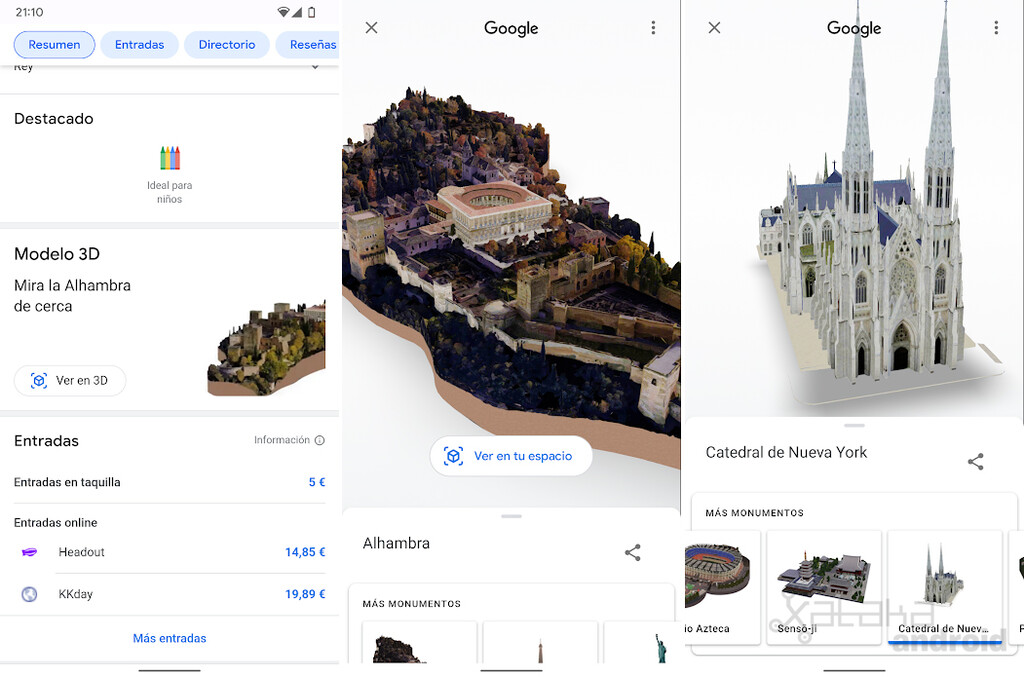 21:10
Resumen
Entradas
Directorio
Reseñas
Rey
Destacado
Ideal para
niños
Modelo 3D
Mira la Alhambra
de cerca
Ver en 3D
Entradas
Información
Entradas en taquilla
5 €
Entradas online
Headout
14,85 €
KKday
19,89 €
Más entradas
Google
Ver en tu espacio
Alhambra
MÁS MONUMENTOS
Google
Catedral de Nueva York
MÁS MONUMENTOS
io Azteca
Sensō-ji
Catedral de Nuev...
P
Xataka
android